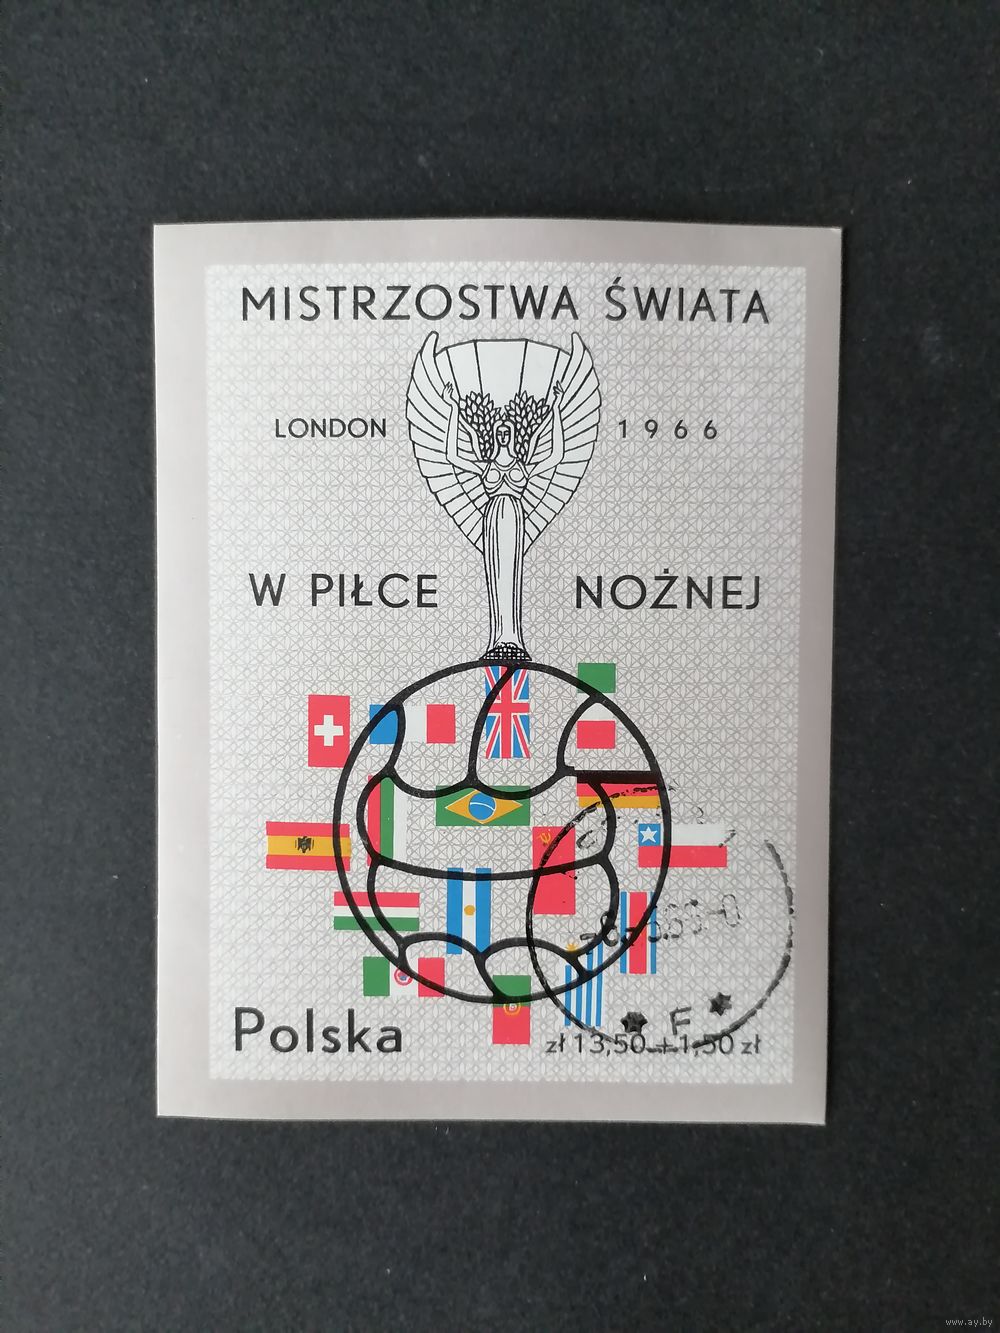 MISTRZOSTWA ŚWIATA
LONDON 1966
W PIŁCE NOŻNEJ
Polska
zł 13,50+1,50 zł
F
www.ay.by